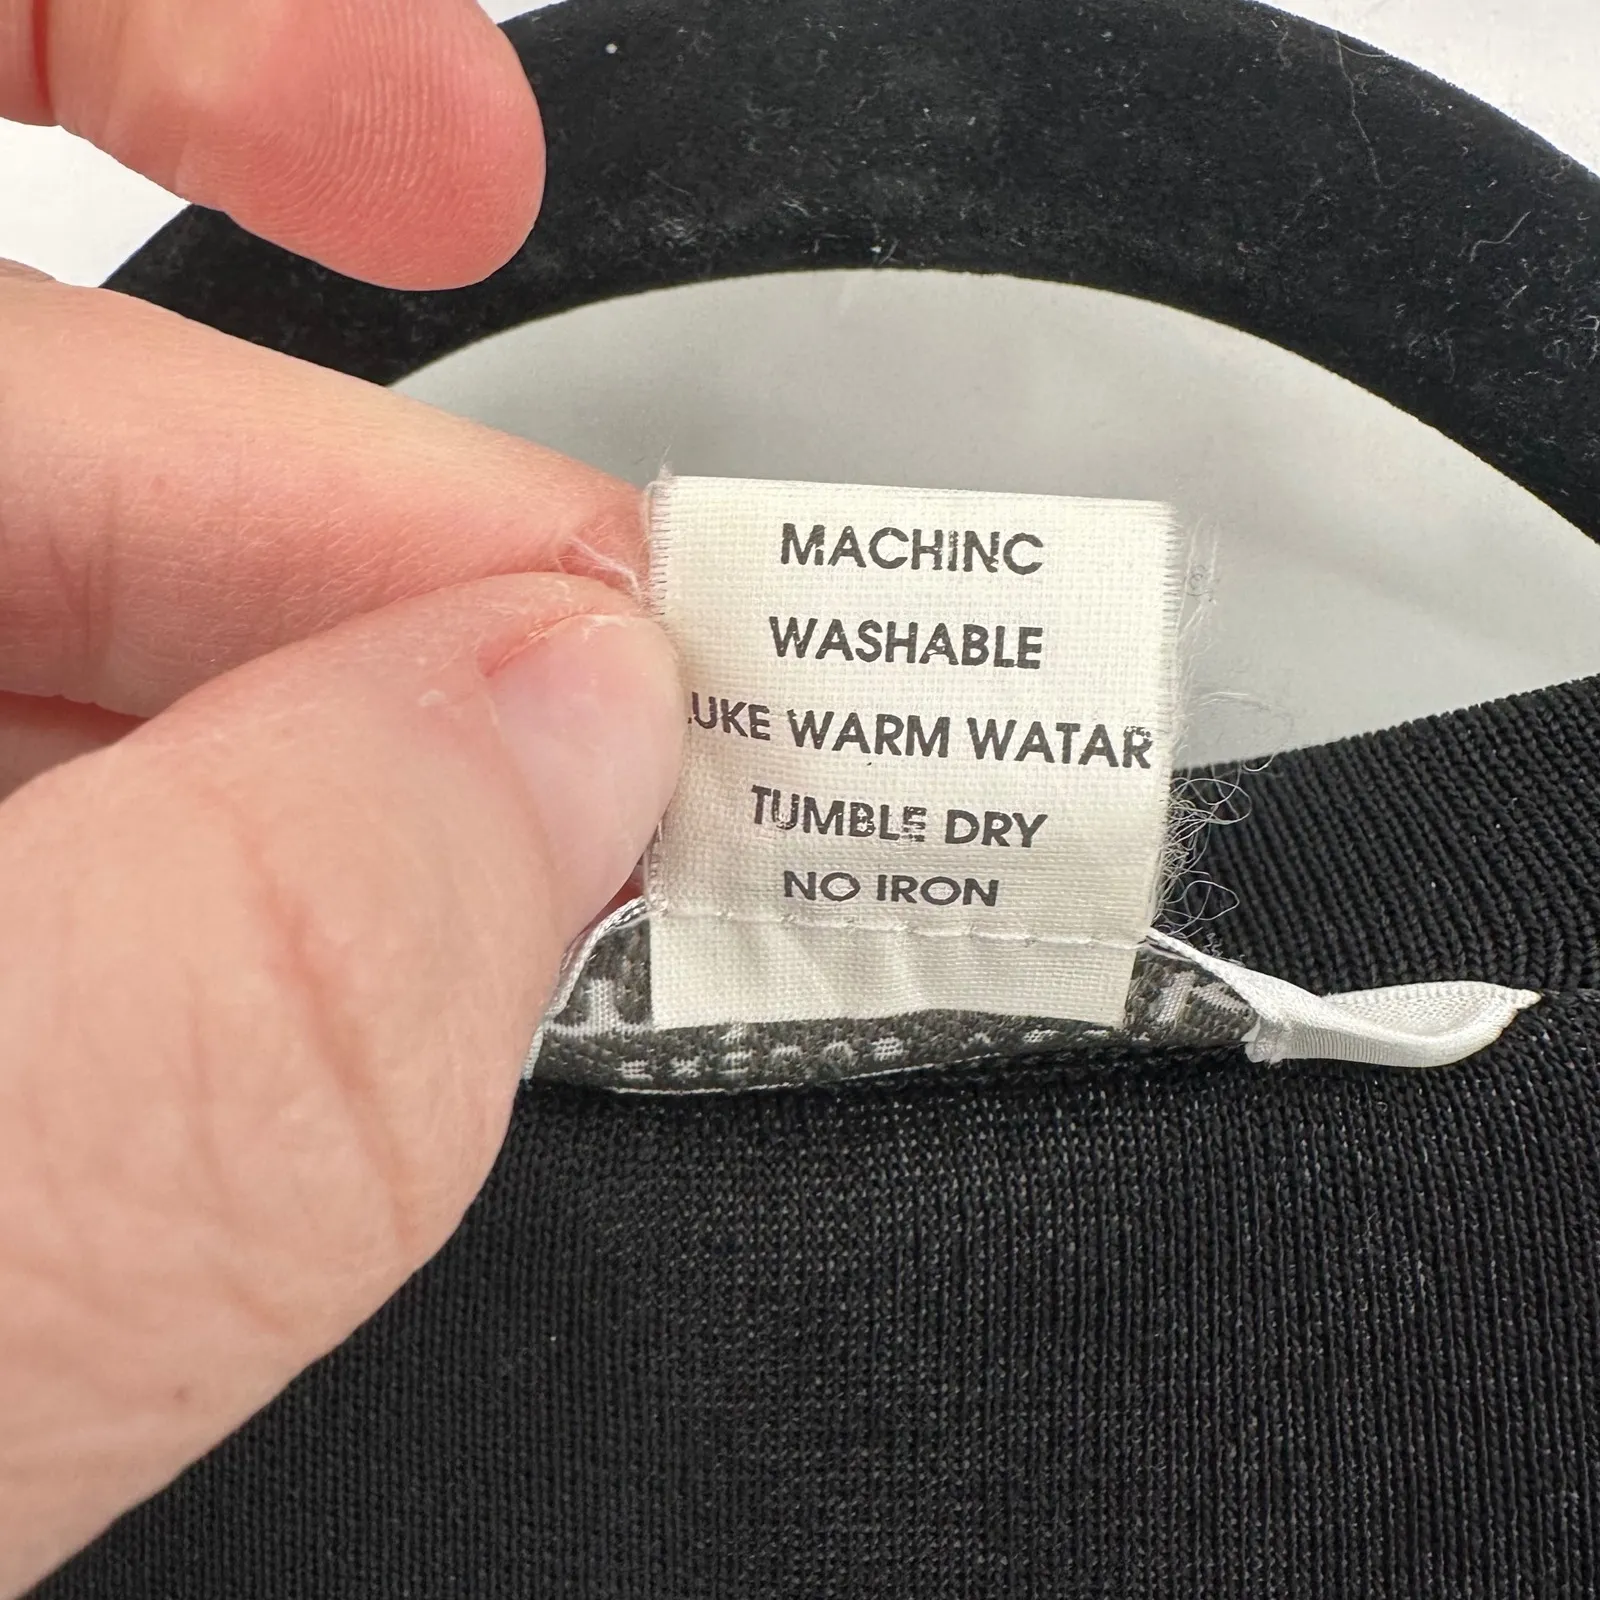 MACHINC
WASHABLE
LUKE WARM WATAR
TUMBLE DRY
NO IRON